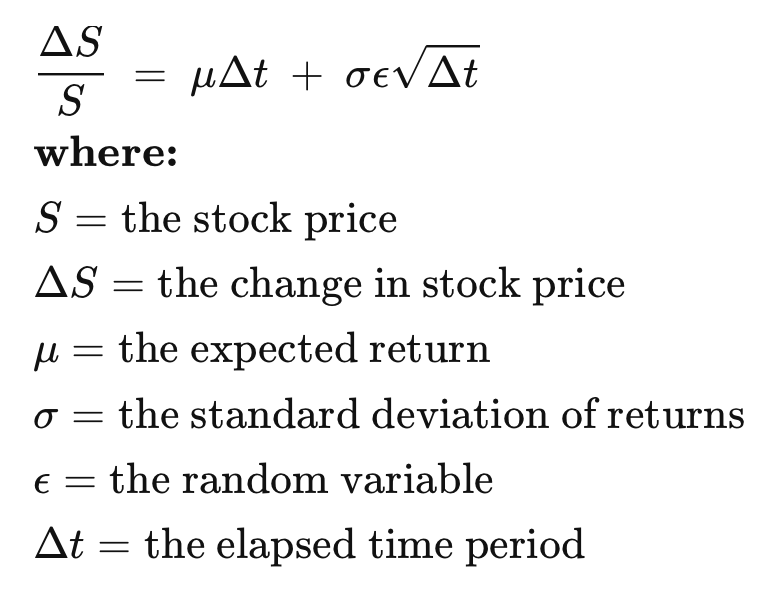 ΔS/S = μΔt + σϵ√Δt
where:
S = the stock price
ΔS = the change in stock price
μ = the expected return
σ = the standard deviation of returns
ϵ = the random variable
Δt = the elapsed time period